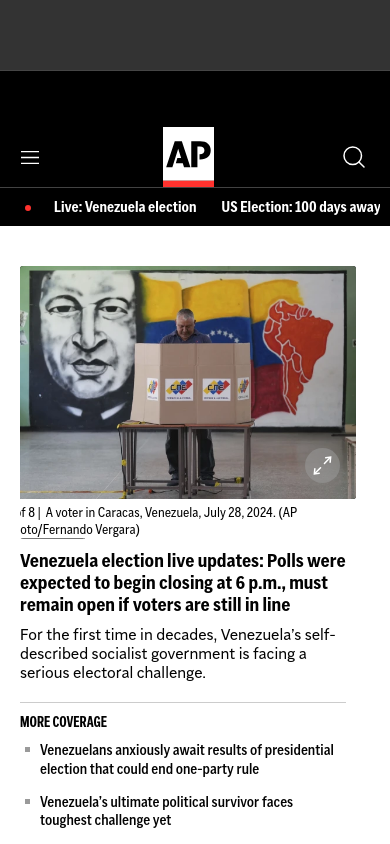 AP
Live: Venezuela election US Election: 100 days away
CNE CNE
of 8 | A voter in Caracas, Venezuela, July 28, 2024. (AP
oto/Fernando Vergara)
Venezuela election live updates: Polls were
expected to begin closing at 6 p.m., must
remain open if voters are still in line
For the first time in decades, Venezuela’s self-
described socialist government is facing a
serious electoral challenge.
MORE COVERAGE
Venezuelans anxiously await results of presidential
election that could end one-party rule
Venezuela’s ultimate political survivor faces
toughest challenge yet